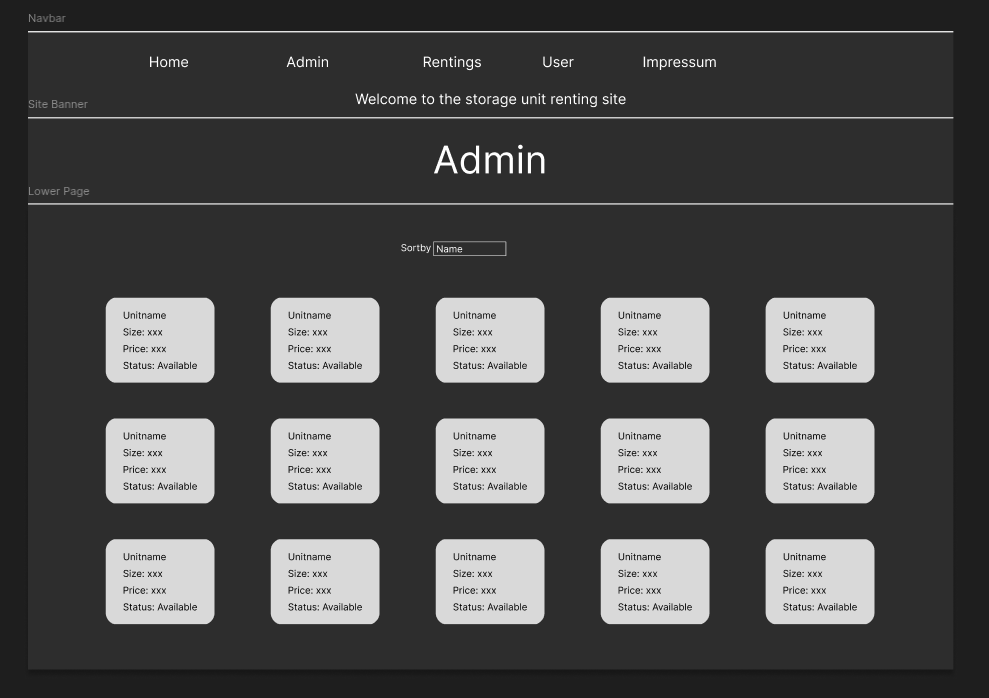 Navbar
Home Admin Rentings User Impressum
Welcome to the storage unit renting site
Site Banner
Admin
Lower Page
Sortby Name
Unitname Unitname Unitname Unitname Unitname
Size: xxx Size: xxx Size: xxx Size: xxx Size: xxx
Price: xxx Price: xxx Price: xxx Price: xxx Price: xxx
Status: Available Status: Available Status: Available Status: Available Status: Available
Unitname Unitname Unitname Unitname Unitname
Size: xxx Size: xxx Size: xxx Size: xxx Size: xxx
Price: xxx Price: xxx Price: xxx Price: xxx Price: xxx
Status: Available Status: Available Status: Available Status: Available Status: Available
Unitname Unitname Unitname Unitname Unitname
Size: xxx Size: xxx Size: xxx Size: xxx Size: xxx
Price: xxx Price: xxx Price: xxx Price: xxx Price: xxx
Status: Available Status: Available Status: Available Status: Available Status: Available